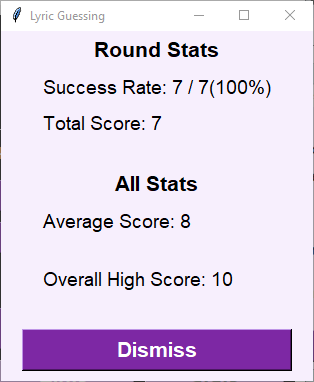 Lyric Guessing
Round Stats
Success Rate: 7 / 7(100%)
Total Score: 7
All Stats
Average Score: 8
Overall High Score: 10
Dismiss